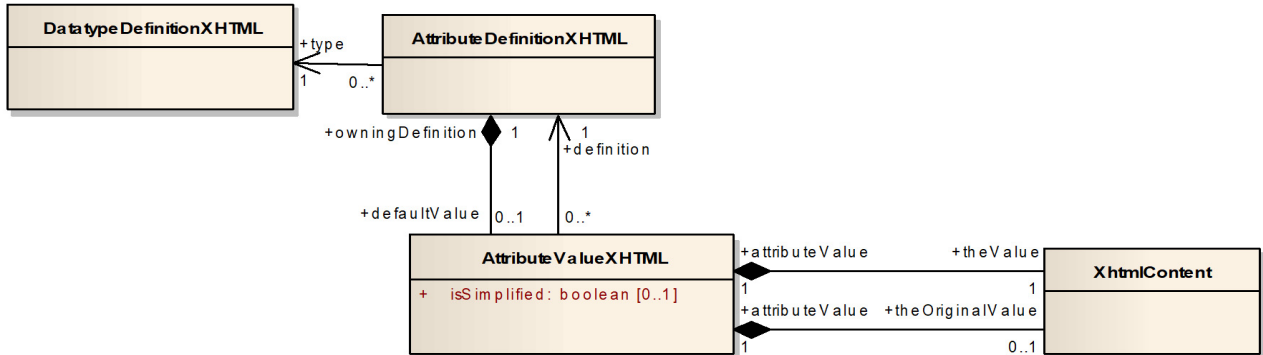 DatatypeDefinitionXHTML
AttributeDefinitionXHTML
+type
1
0..*
+owningDefinition
1
1
+definition
+defaultValue
0..1
0..*
AttributeValueXHTML
+ isSimplified: boolean [0..1]
+attributeValue
+theValue
1
1
XhtmlContent
+attributeValue
+theOriginalValue
1
0..1